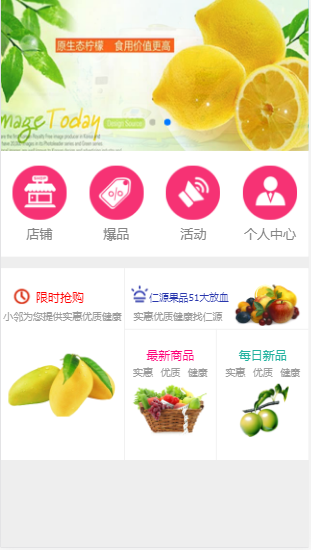 原生态柠檬 食用价值更高
mageToday
Design Source
店铺
爆品
活动
个人中心
限时抢购
小邻为您提供实惠优质健康
仁源果品51大放血
实惠优质健康找仁源
最新商品
实惠 优质 健康
每日新品
实惠 优质 健康